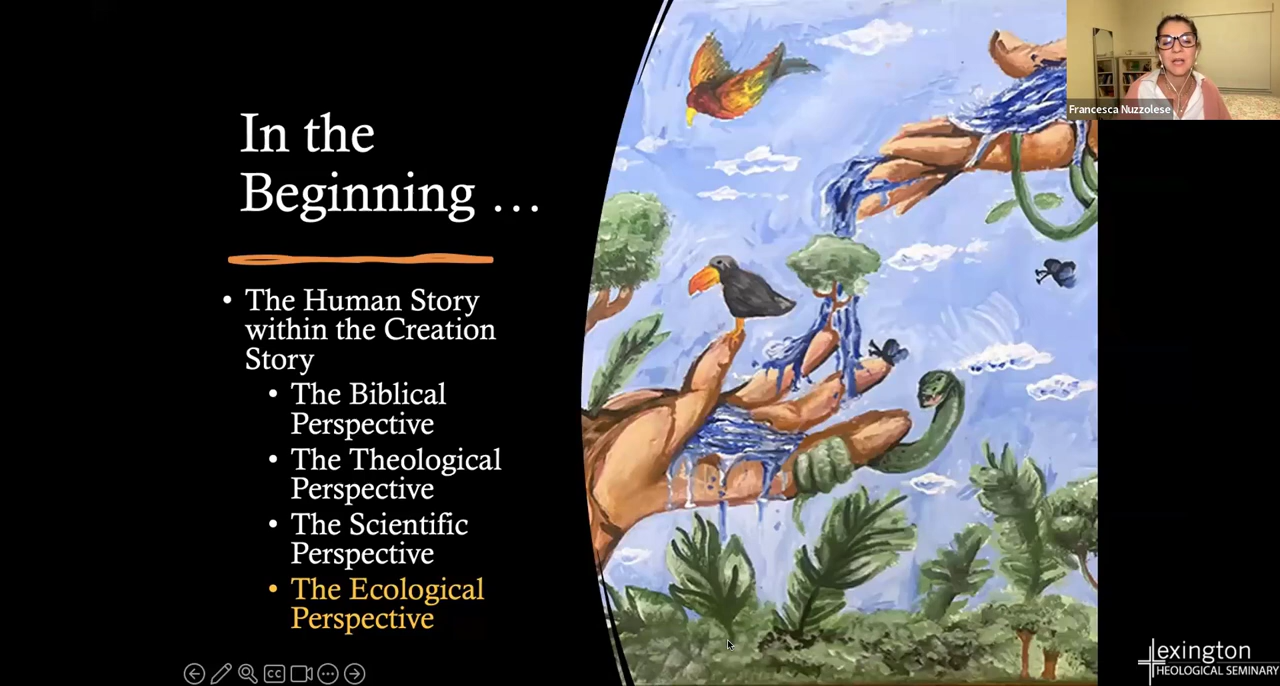 In the
Beginning …
• The Human Story
within the Creation
Story
• The Biblical
Perspective
• The Theological
Perspective
• The Scientific
Perspective
• The Ecological
Perspective
Francesca Nuzzolese
CC
Lexington
THEOLOGICAL SEMINARY